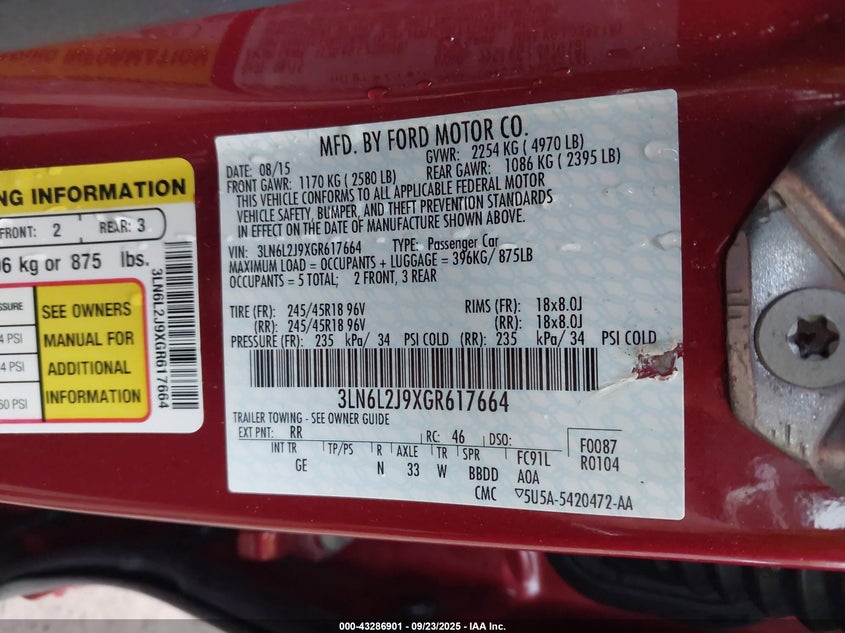 NG INFORMATION
FRONT: 2 REAR: 3
96 kg or 875 lbs.
SSURE
4 PSI
4 PSI
60 PSI
SEE OWNERS
MANUAL FOR
ADDITIONAL
INFORMATION
3LN6L2J9XGR617664
MFD. BY FORD MOTOR CO.
DATE: 08/15 GVWR: 2254 KG ( 4970 LB)
FRONT GAWR: 1170 KG ( 2580 LB) REAR GAWR: 1086 KG ( 2395 LB)
THIS VEHICLE CONFORMS TO ALL APPLICABLE FEDERAL MOTOR
VEHICLE SAFETY, BUMPER, AND THEFT PREVENTION STANDARDS
IN EFFECT ON THE DATE OF MANUFACTURE SHOWN ABOVE.
VIN: 3LN6L2J9XGR617664 TYPE: Passenger Car
MAXIMUM LOAD = OCCUPANTS + LUGGAGE = 396KG/ 875LB
OCCUPANTS = 5 TOTAL; 2 FRONT, 3 REAR
TIRE (FR): 245/45R18 96V RIMS (FR): 18x8.0J
(RR): 245/45R18 96V (RR): 18x8.0J
PRESSURE (FR): 235 kPa/ 34 PSI COLD (RR): 235 kPa/ 34 PSI COLD
3LN6L2J9XGR617664
TRAILER TOWING - SEE OWNER GUIDE
EXT PNT: RR RC: 46 DSO: F0087
INT TR TP/PS R AXLE TR SPR FC91L R0104
GE N 33 W BBDD A0A
CMC ▽5U5A-5420472-AA
000-43286901 - 09/23/2025 - IAA Inc.